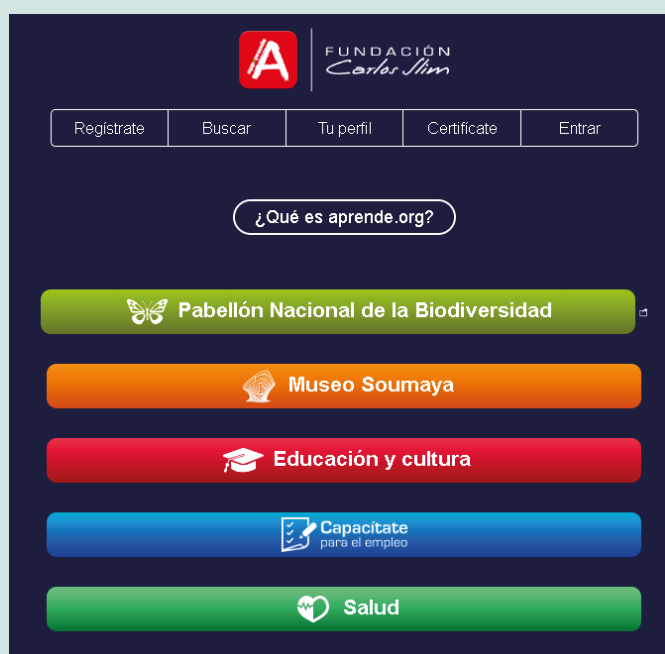 FUNDACIÓN
Carlos Slim
Regístrate
Buscar
Tu perfil
Certifícate
Entrar
¿Qué es aprende.org?
Pabellón Nacional de la Biodiversidad
Museo Soumaya
Educación y cultura
Capacítate
para el empleo
Salud